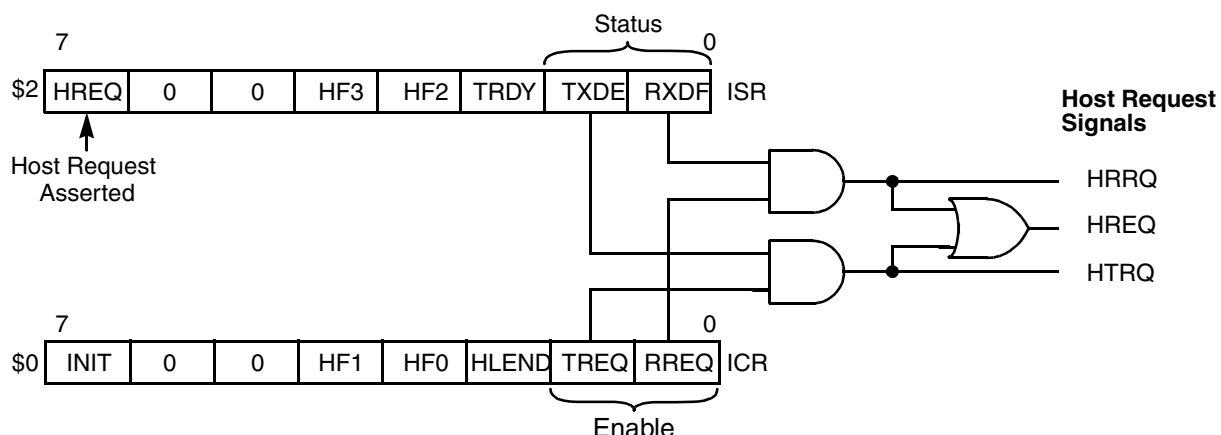 Status
7 0
$2 HREQ 0 0 HF3 HF2 TRDY TXDE RXDF ISR
Host Request
Asserted
Host Request
Signals
HRRQ
HREQ
HTRQ
7 0
$0 INIT 0 0 HF1 HF0 HLEND TREQ RREQ ICR
Enable